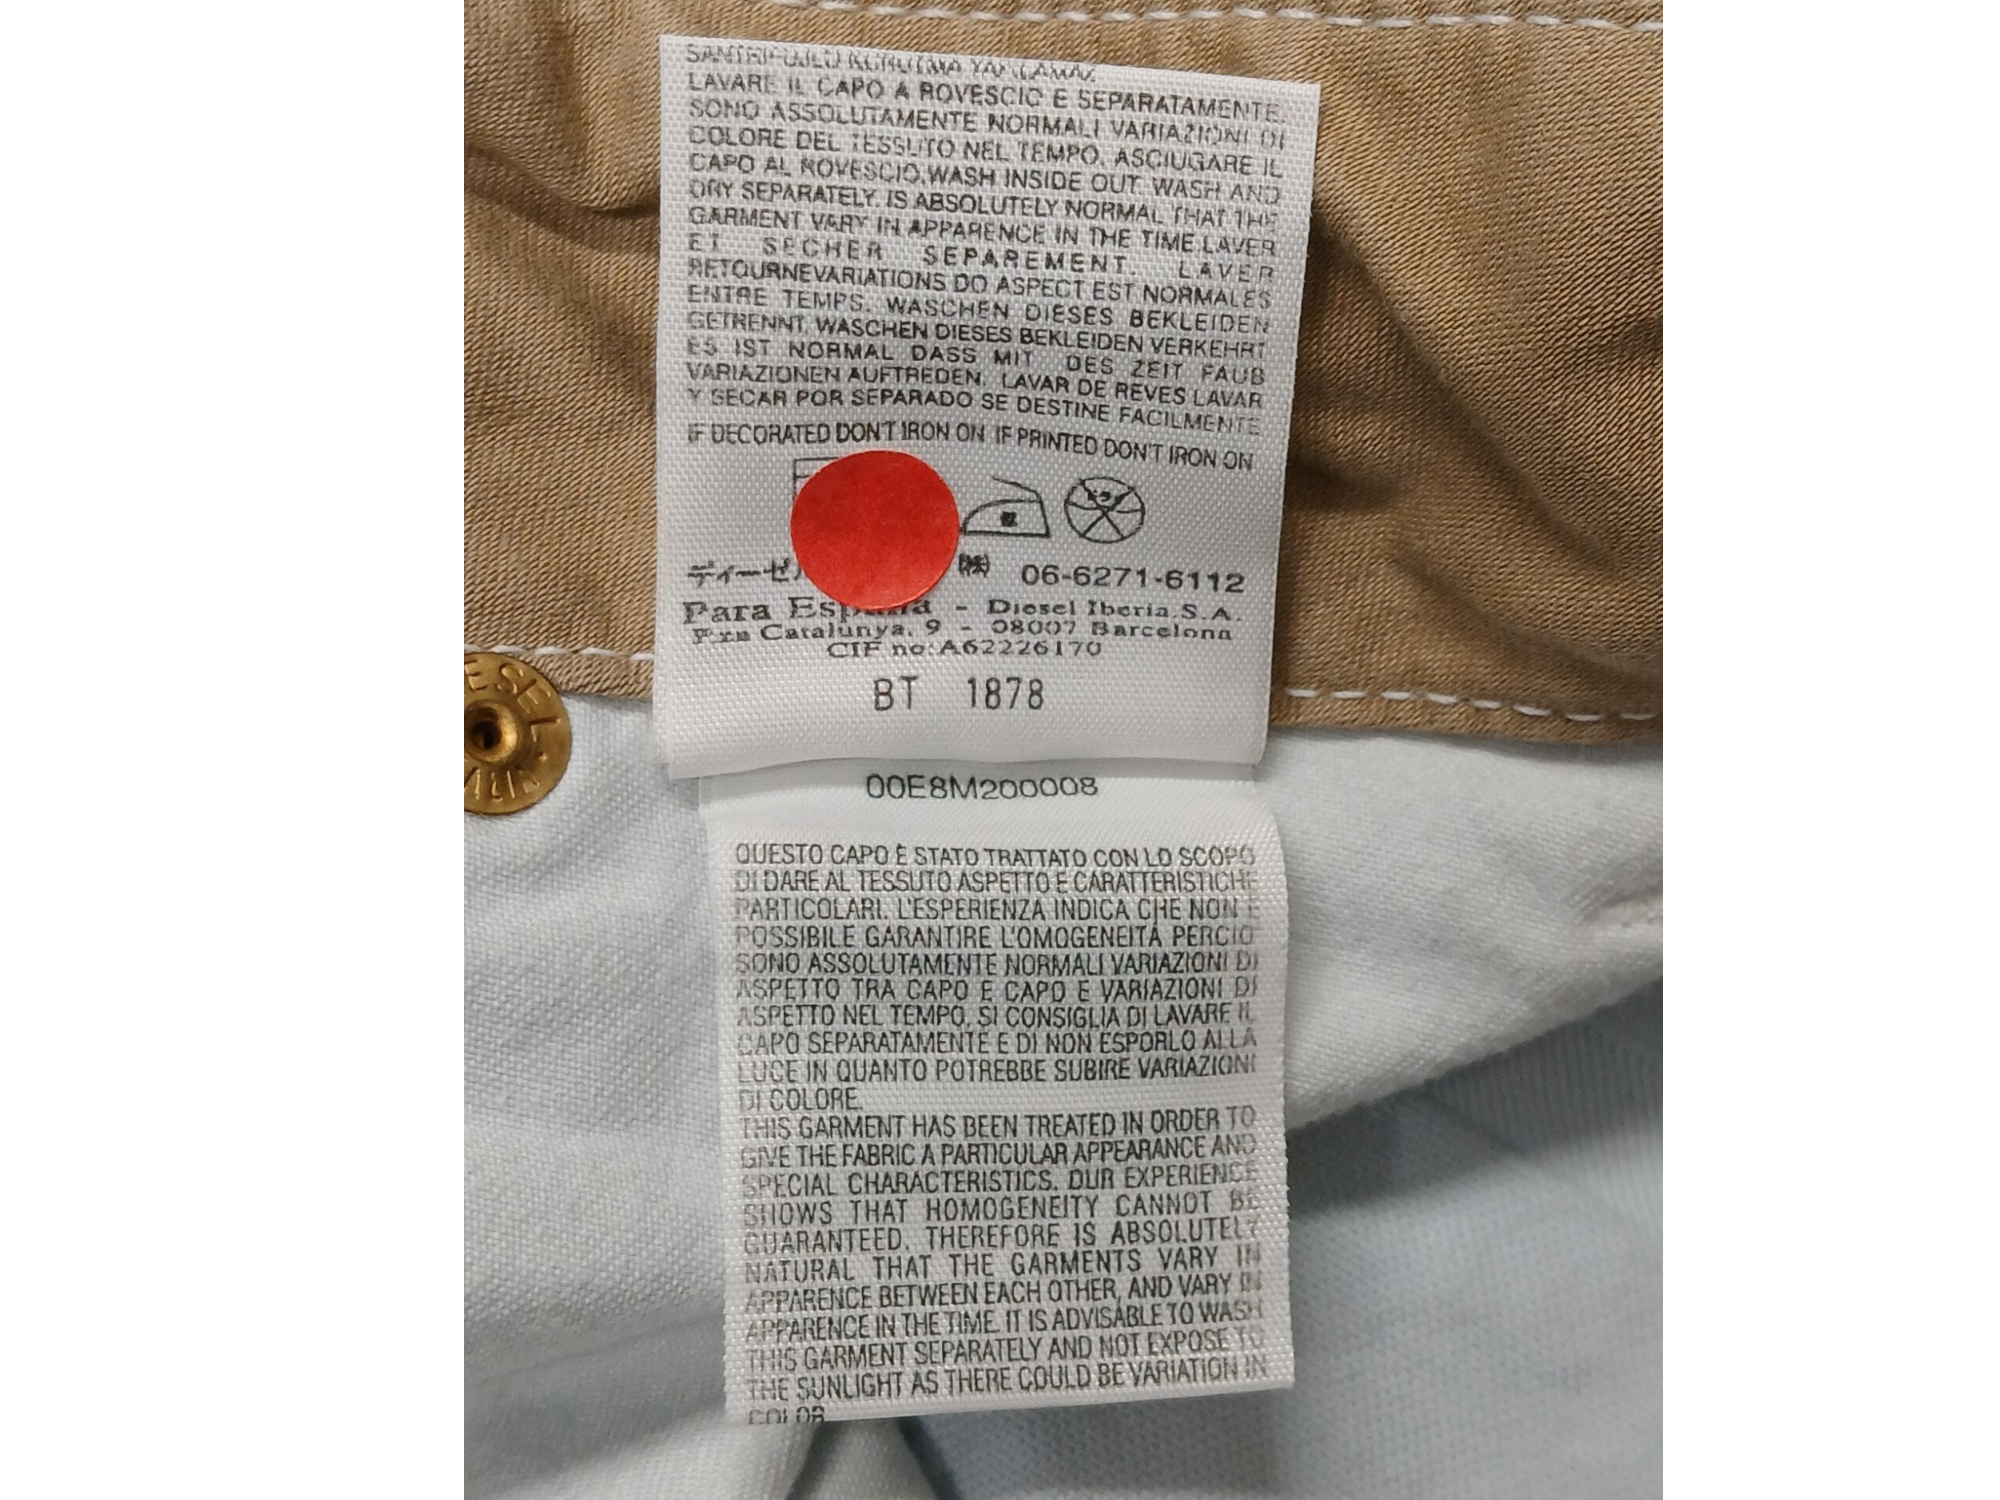 LAVARE IL CAPO A ROVESCIO E SEPARATAMENTE.
SONO ASSOLUTAMENTE NORMALI VARIAZIONI DI
COLORE DEL TESSUTO NEL TEMPO. ASCIUGARE IL
CAPO AL ROVESCIO.WASH INSIDE OUT. WASH AND
DRY SEPARATELY. IS ABSOLUTELY NORMAL THAT THE
GARMENT VARY IN APPARENCE IN THE TIME.LAVER
ET SECHER SEPAREMENT. LAVER
RETOURNEVARIATIONS DO ASPECT EST NORMALES
ENTRE TEMPS. WASCHEN DIESES BEKLEIDEN
GETRENNT. WASCHEN DIESES BEKLEIDEN VERKEHRT
ES IST NORMAL DASS MIT DES ZEIT FAUB
VARIAZIONEN AUFTREDEN. LAVAR DE REVES LAVAR
Y SECAR POR SEPARADO SE DESTINE FACILMENTE
IF DECORATED DON'T IRON ON IF PRINTED DON'T IRON ON
(株) 06-6271-6112
Para España - Diesel Iberia.S.A.
Catalunya, 9 - 08007 Barcelona
CIF no:A62226170
BT 1878
00E8M200008
QUESTO CAPO È STATO TRATTATO CON LO SCOPO
DI DARE AL TESSUTO ASPETTO E CARATTERISTICHE
PARTICOLARI. L'ESPERIENZA INDICA CHE NON È
POSSIBILE GARANTIRE L'OMOGENEITÀ PERCIO
SONO ASSOLUTAMENTE NORMALI VARIAZIONI DI
ASPETTO TRA CAPO E CAPO E VARIAZIONI DI
ASPETTO NEL TEMPO. SI CONSIGLIA DI LAVARE IL
CAPO SEPARATAMENTE E DI NON ESPORLO ALLA
LUCE IN QUANTO POTREBBE SUBIRE VARIAZIONI
DI COLORE.
THIS GARMENT HAS BEEN TREATED IN ORDER TO
GIVE THE FABRIC A PARTICULAR APPEARANCE AND
SPECIAL CHARACTERISTICS. OUR EXPERIENCE
SHOWS THAT HOMOGENEITY CANNOT BE
GUARANTEED. THEREFORE IS ABSOLUTELY
NATURAL THAT THE GARMENTS VARY IN
APPARENCE BETWEEN EACH OTHER, AND VARY IN
APPARENCE IN THE TIME. IT IS ADVISABLE TO WASH
THIS GARMENT SEPARATELY AND NOT EXPOSE TO
THE SUNLIGHT AS THERE COULD BE VARIATION IN
COLOR